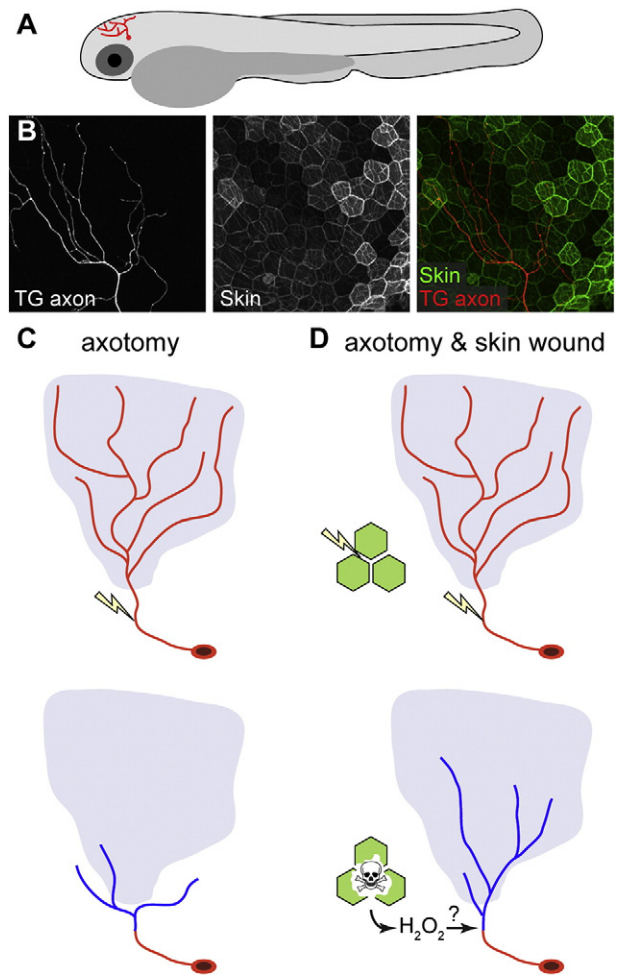 A
B
TG axon
Skin
Skin
TG axon
C axotomy
D axotomy & skin wound
H₂O₂ ?